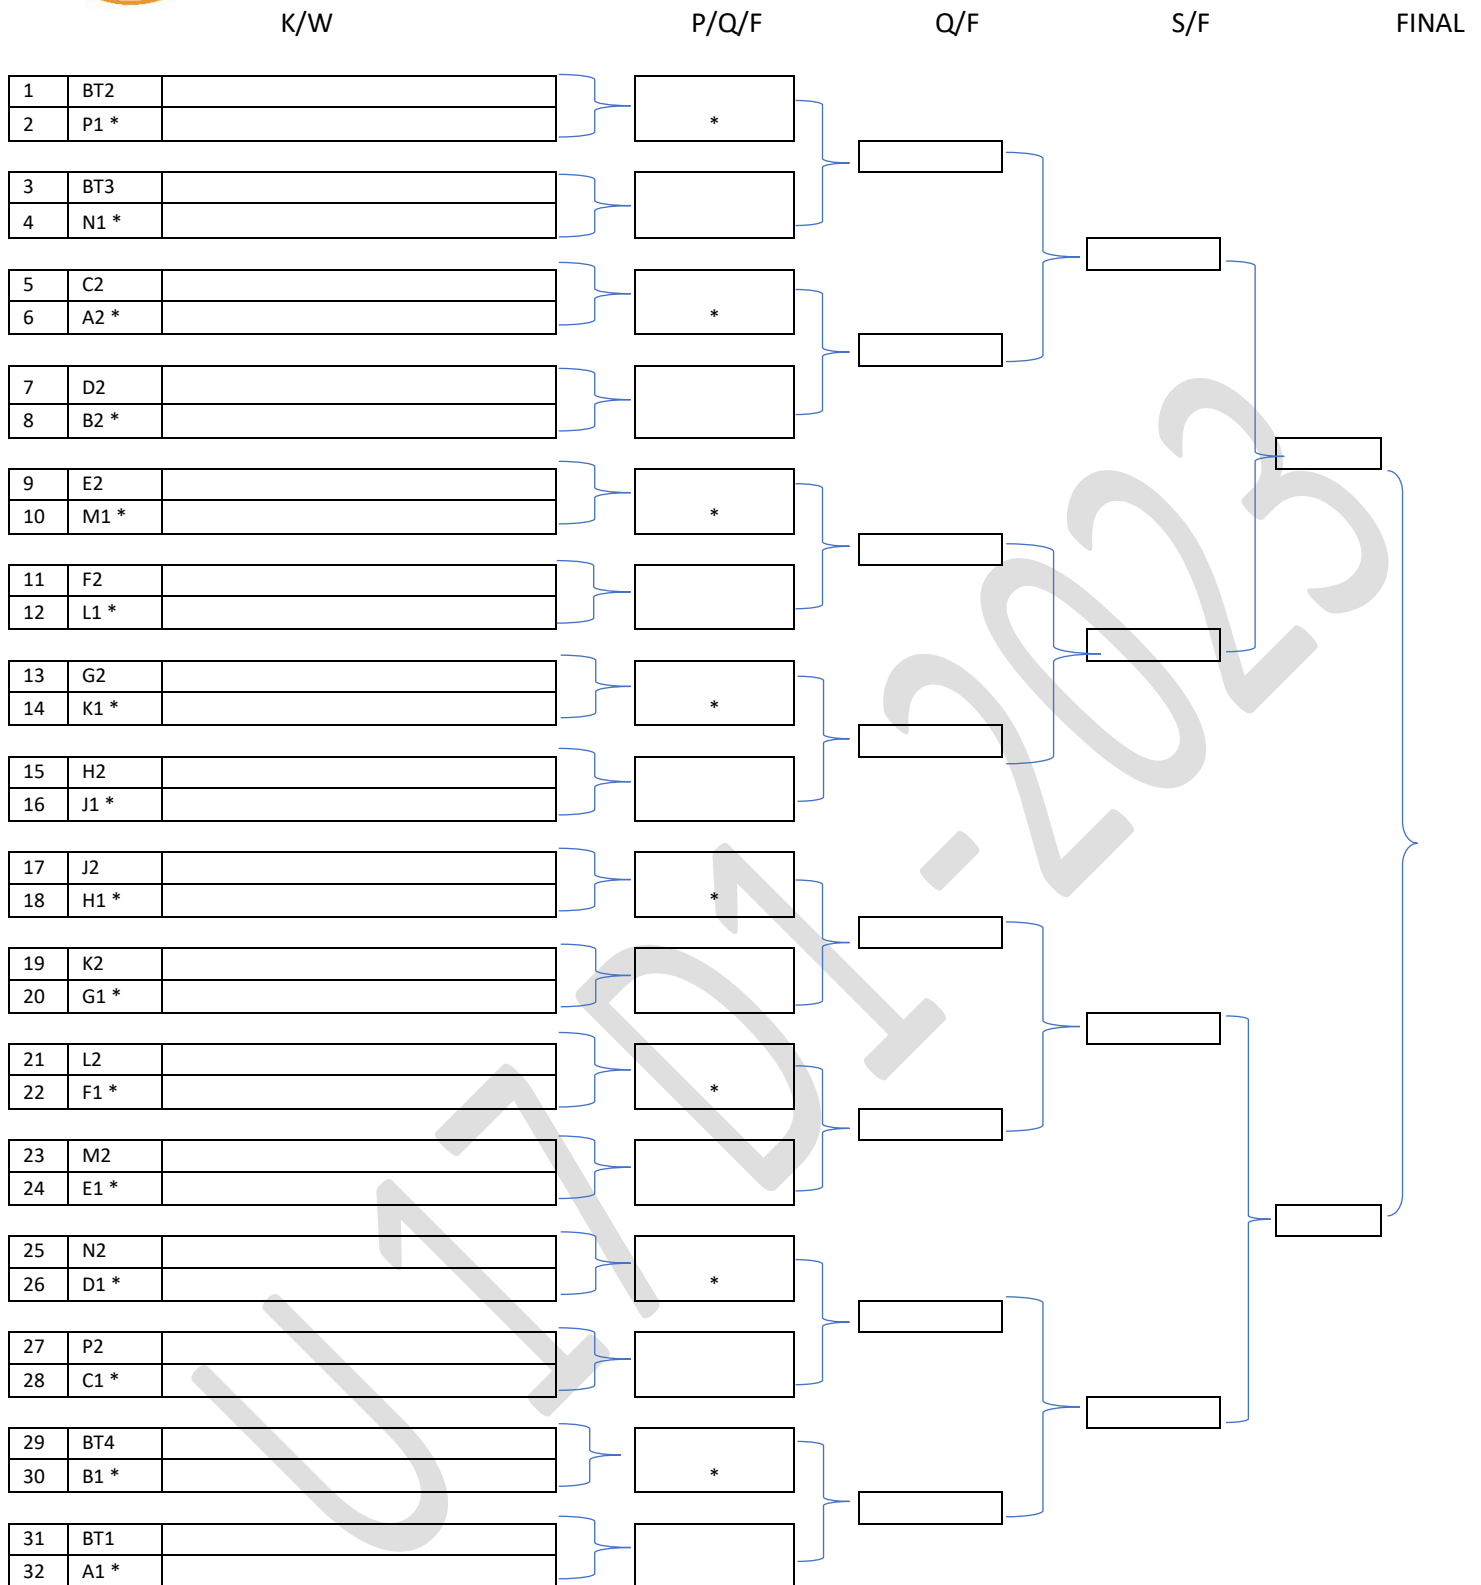 K/W P/Q/F Q/F S/F FINAL
1 BT2
2 P1 * *
3 BT3
4 N1 *
5 C2
6 A2 * *
7 D2
8 B2 *
9 E2
10 M1 * *
11 F2
12 L1 *
13 G2
14 K1 * *
15 H2
16 J1 *
17 J2
18 H1 * *
19 K2
20 G1 *
21 L2
22 F1 * *
23 M2
24 E1 *
25 N2
26 D1 * *
27 P2
28 C1 *
29 BT4
30 B1 * *
31 BT1
32 A1 *
U17 D1 -2023